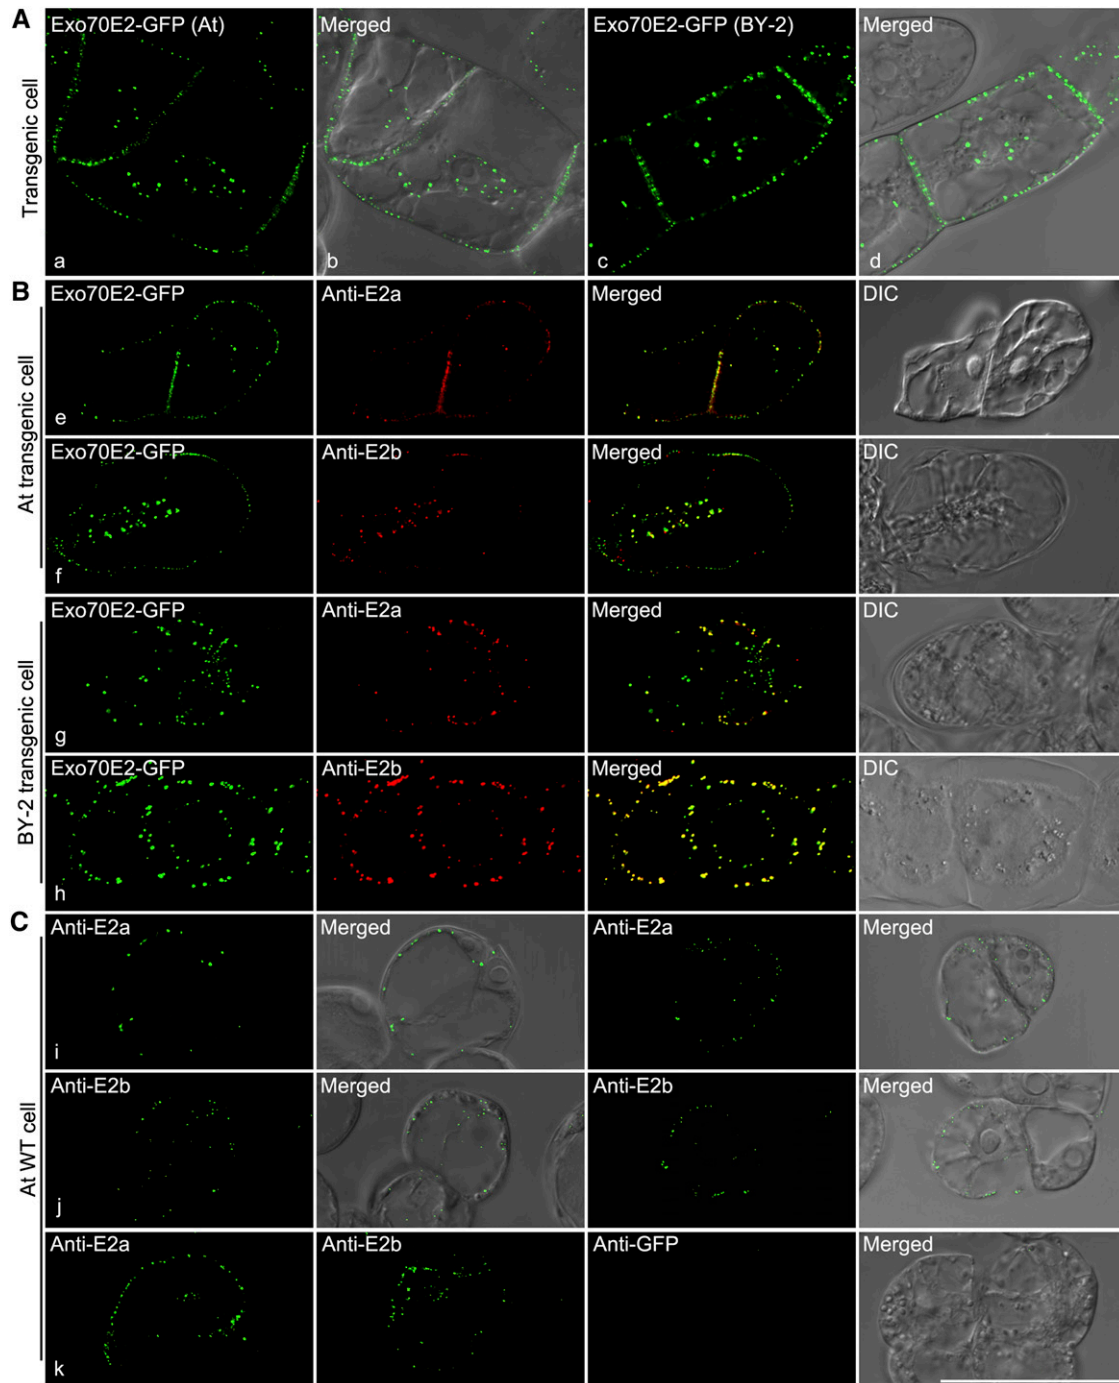 A
Transgenic cell
Exo70E2-GFP (At)
Merged
Exo70E2-GFP (BY-2)
Merged
a
b
c
d
B
At transgenic cell
Exo70E2-GFP
Anti-E2a
Merged
DIC
e
Exo70E2-GFP
Anti-E2b
Merged
DIC
f
BY-2 transgenic cell
Exo70E2-GFP
Anti-E2a
Merged
DIC
g
Exo70E2-GFP
Anti-E2b
Merged
DIC
h
C
At WT cell
Anti-E2a
Merged
Anti-E2a
Merged
i
Anti-E2b
Merged
Anti-E2b
Merged
j
Anti-E2a
Anti-E2b
Anti-GFP
Merged
k